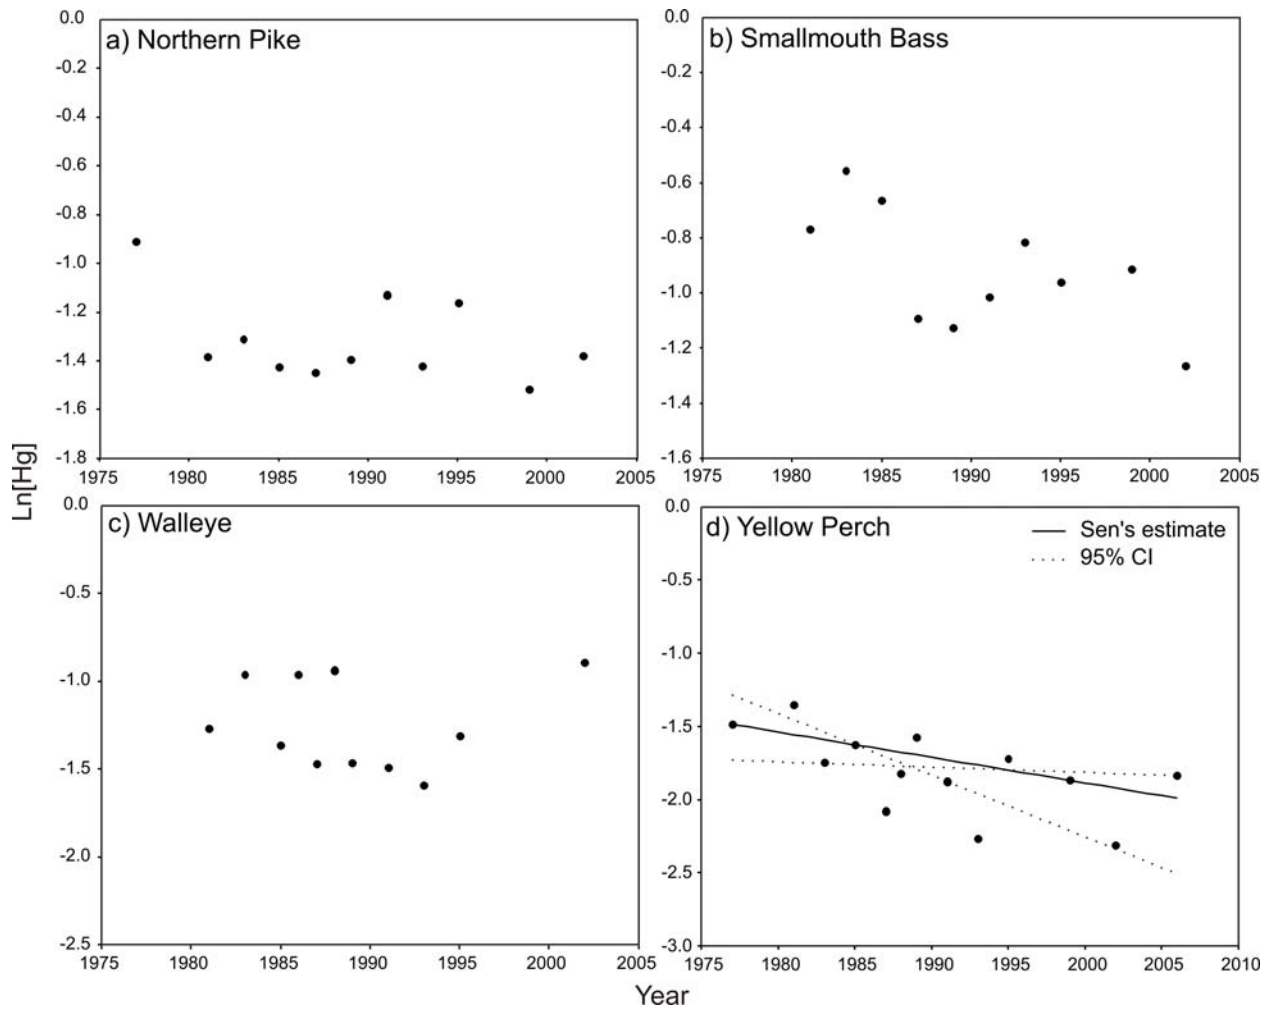 a) Northern Pike
0.0
-0.2
-0.4
-0.6
-0.8
-1.0
-1.2
-1.4
-1.6
-1.8
1975 1980 1985 1990 1995 2000 2005
b) Smallmouth Bass
0.0
-0.2
-0.4
-0.6
-0.8
-1.0
-1.2
-1.4
-1.6
1975 1980 1985 1990 1995 2000 2005
Ln[Hg]
c) Walleye
0.0
-0.5
-1.0
-1.5
-2.0
-2.5
1975 1980 1985 1990 1995 2000 2005
d) Yellow Perch
Sen's estimate
95% CI
0.0
-0.5
-1.0
-1.5
-2.0
-2.5
-3.0
1975 1980 1985 1990 1995 2000 2005 2010
Year